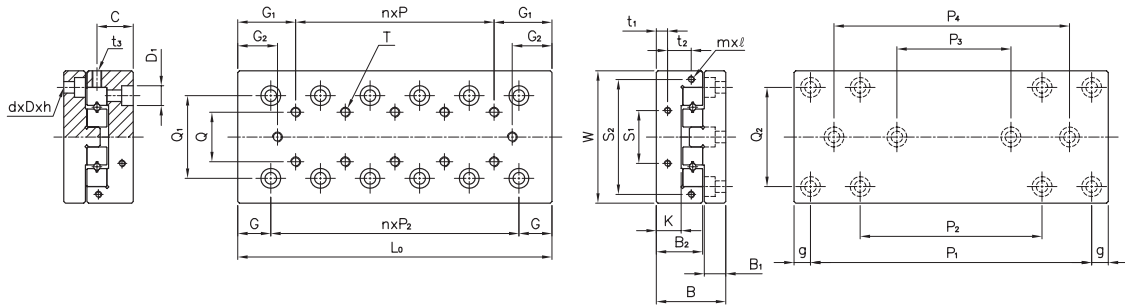 C
t3
D1
dxDxh
G1
nxP
G1
G2
T
G2
Q1
Q
G
nxP2
G
L0
t1
t2
mxℓ
W
S2
S1
K
B2
B1
B
P4
P3
Q2
g
P2
g
P1